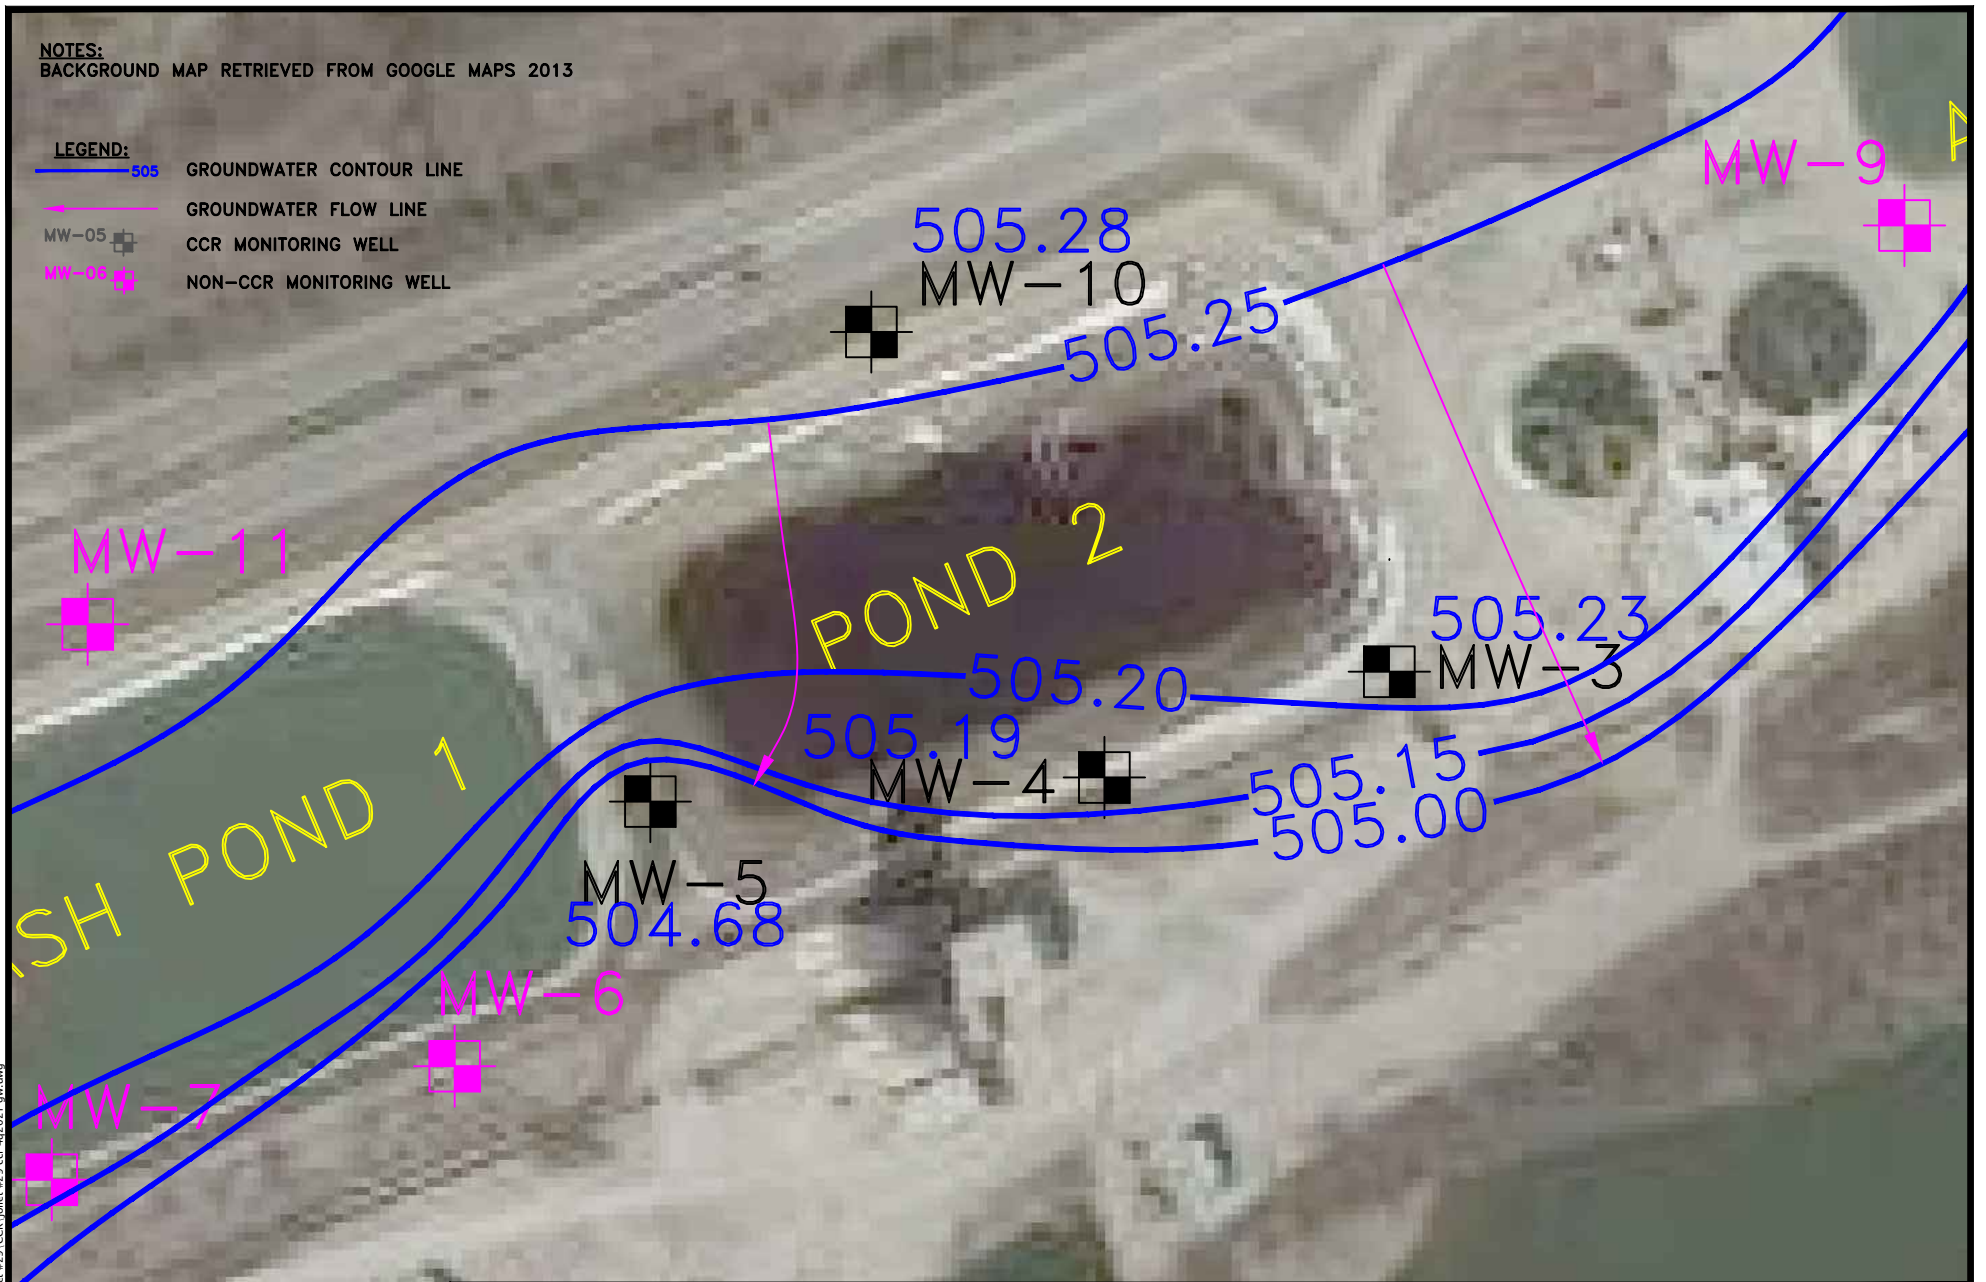 NOTES:
BACKGROUND MAP RETRIEVED FROM GOOGLE MAPS 2013
LEGEND:
505 GROUNDWATER CONTOUR LINE
GROUNDWATER FLOW LINE
MW-05 CCR MONITORING WELL
MW-06 NON-CCR MONITORING WELL
MW-9
505.28
MW-10
505.25
MW-11
POND 2
505.23
MW-3
505.20
505.19
MW-4
505.15
505.00
POND 1
MW-5
504.68
MW-6
MW-7